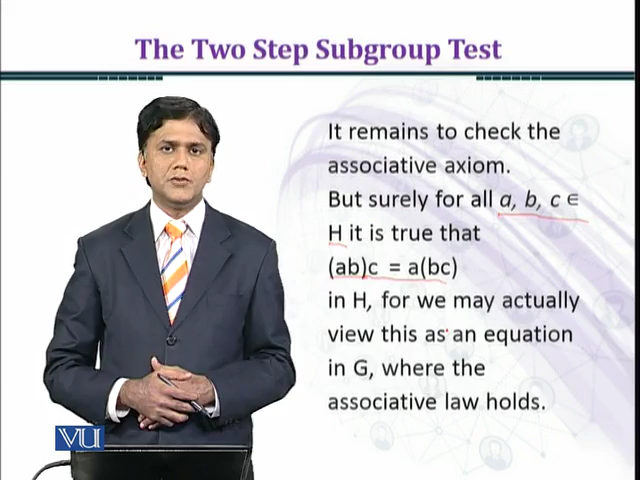 The Two Step Subgroup Test
It remains to check the
associative axiom.
But surely for all a, b, c ∈
H it is true that
(ab)c = a(bc)
in H, for we may actually
view this as an equation
in G, where the
associative law holds.
VU